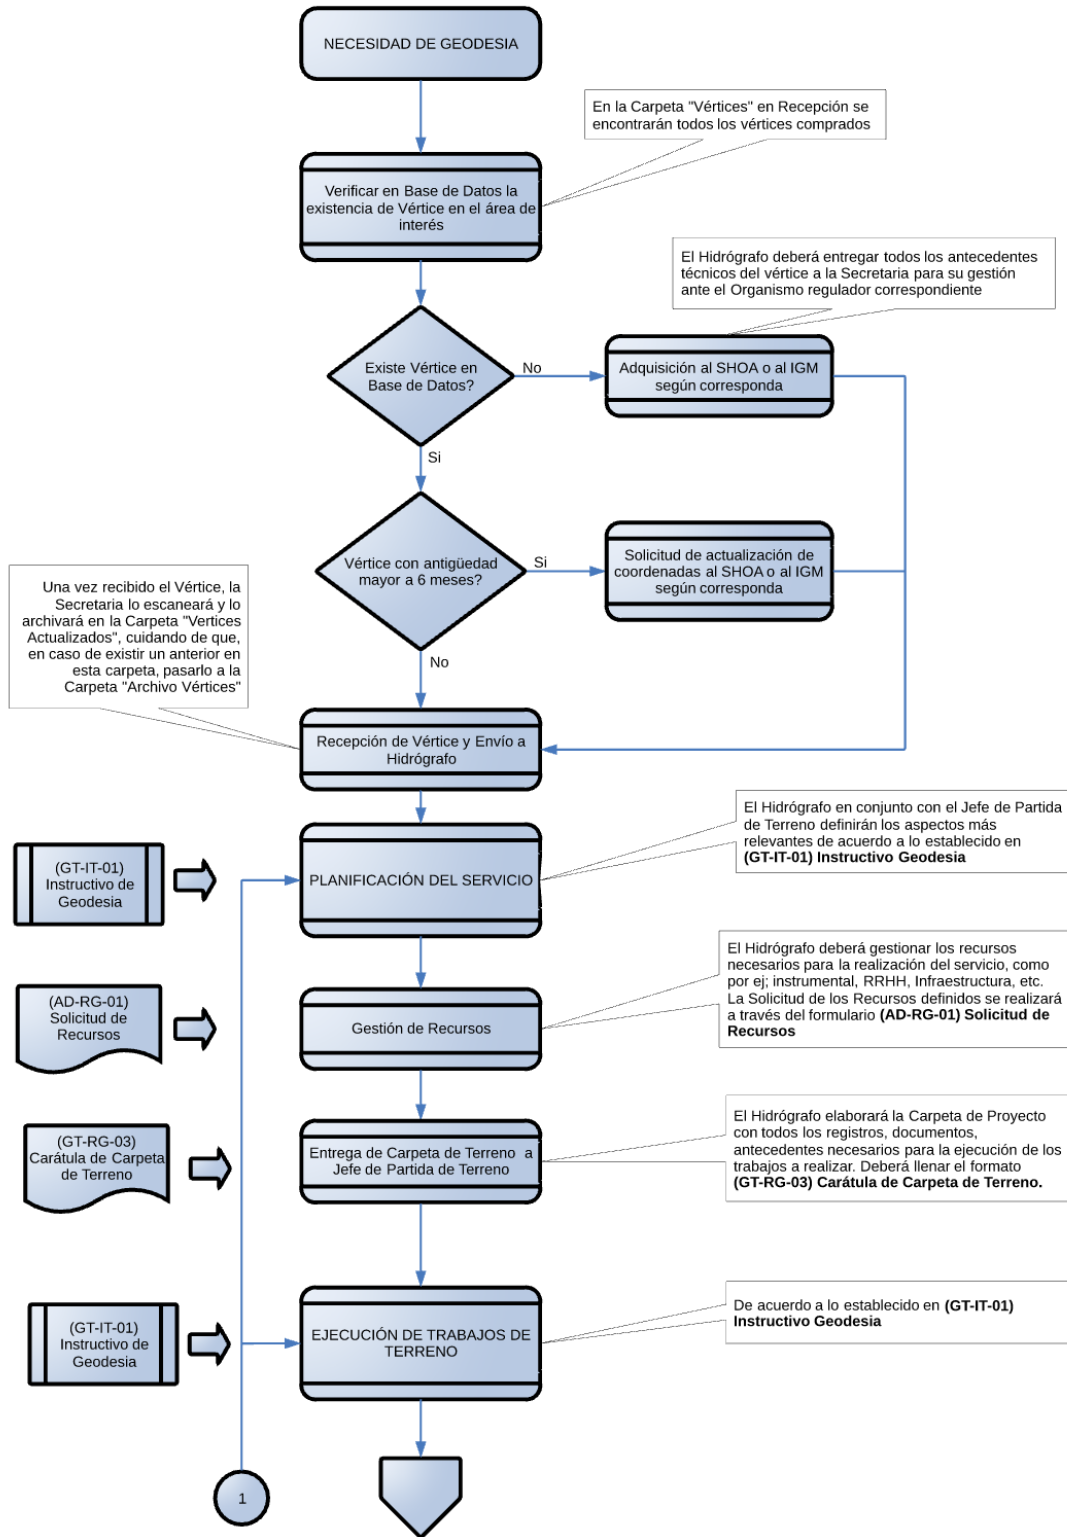 NECESIDAD DE GEODESIA
En la Carpeta "Vértices" en Recepción se
encontrarán todos los vértices comprados
Verificar en Base de Datos la
existencia de Vértice en el área de
interés
El Hidrógrafo deberá entregar todos los antecedentes
técnicos del vértice a la Secretaria para su gestión
ante el Organismo regulador correspondiente
Existe Vértice en
Base de Datos?
No
Adquisición al SHOA o al IGM
según corresponda
Si
Vértice con antigüedad
mayor a 6 meses?
Si
Solicitud de actualización de
coordenadas al SHOA o al IGM
según corresponda
Una vez recibido el Vértice, la
Secretaria lo escaneará y lo
archivará en la Carpeta "Vertices
Actualizados", cuidando de que,
en caso de existir un anterior en
esta carpeta, pasarlo a la
Carpeta "Archivo Vértices"
No
Recepción de Vértice y Envío a
Hidrógrafo
El Hidrógrafo en conjunto con el Jefe de Partida
de Terreno definirán los aspectos más
relevantes de acuerdo a lo establecido en
(GT-IT-01) Instructivo Geodesia
(GT-IT-01)
Instructivo de
Geodesia
PLANIFICACIÓN DEL SERVICIO
El Hidrógrafo deberá gestionar los recursos
necesarios para la realización del servicio, como
por ej; instrumental, RRHH, Infraestructura, etc.
La Solicitud de los Recursos definidos se realizará
a través del formulario (AD-RG-01) Solicitud de
Recursos
(AD-RG-01)
Solicitud de
Recursos
Gestión de Recursos
El Hidrógrafo elaborará la Carpeta de Proyecto
con todos los registros, documentos,
antecedentes necesarios para la ejecución de los
trabajos a realizar. Deberá llenar el formato
(GT-RG-03) Carátula de Carpeta de Terreno.
(GT-RG-03)
Carátula de Carpeta
de Terreno
Entrega de Carpeta de Terreno a
Jefe de Partida de Terreno
De acuerdo a lo establecido en (GT-IT-01)
Instructivo Geodesia
(GT-IT-01)
Instructivo de
Geodesia
EJECUCIÓN DE TRABAJOS DE
TERRENO
1